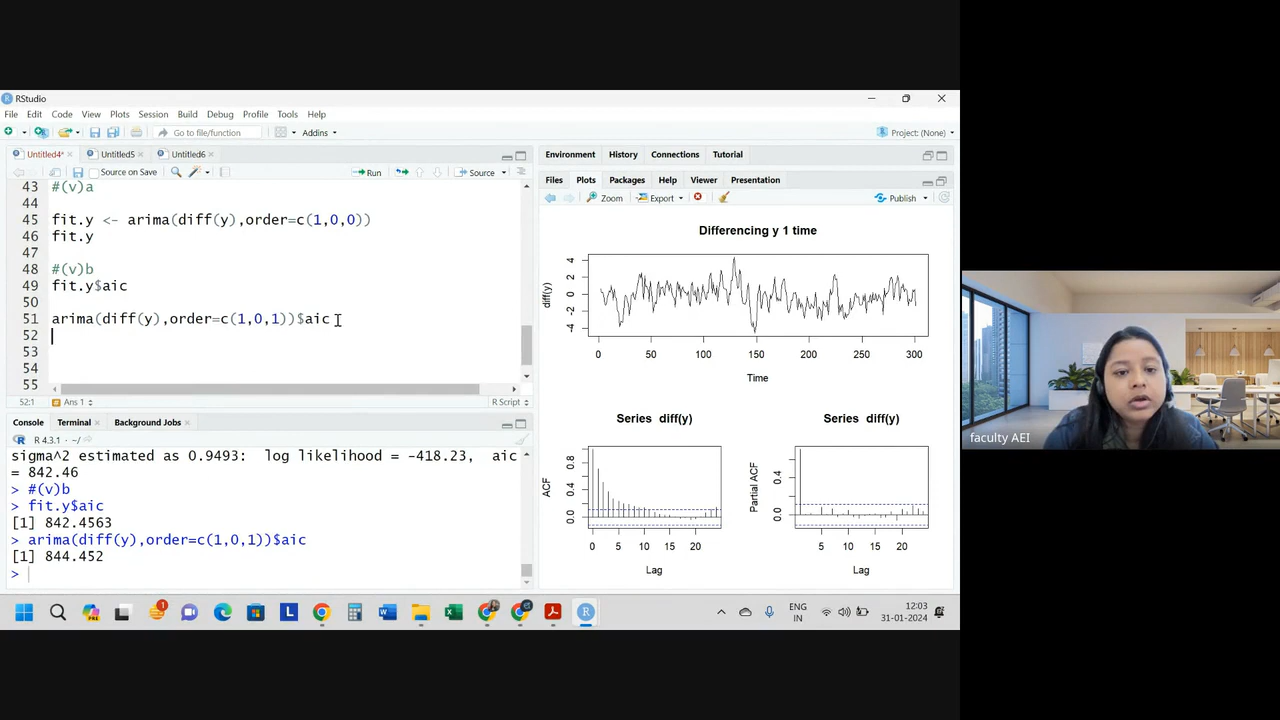 RStudio
File Edit Code View Plots Session Build Debug Profile Tools Help
Go to file/function Addins Project: (None)
Untitled4* Untitled5 Untitled6
Source on Save Run Source
43 #(v)a
44
45 fit.y <- arima(diff(y),order=c(1,0,0))
46 fit.y
47
48 #(v)b
49 fit.y$aic
50
51 arima(diff(y),order=c(1,0,1))$aic
52
53
54
55
52:1 Ans 1 R Script
Console Terminal Background Jobs
R 4.3.1 · ~/
sigma^2 estimated as 0.9493: log likelihood = -418.23, aic
= 842.46
> #(v)b
> fit.y$aic
[1] 842.4563
> arima(diff(y),order=c(1,0,1))$aic
[1] 844.452
>
Environment History Connections Tutorial
Files Plots Packages Help Viewer Presentation
Zoom Export Publish
Differencing y 1 time
diff(y)
4
2
0
-2
-4
0 50 100 150 200 250 300
Time
Series diff(y)
ACF
0.8
0.4
0.0
0 5 10 15 20
Lag
Series diff(y)
Partial ACF
0.4
0.0
5 10 15 20
Lag
faculty AEI
ENG
IN
12:03
31-01-2024